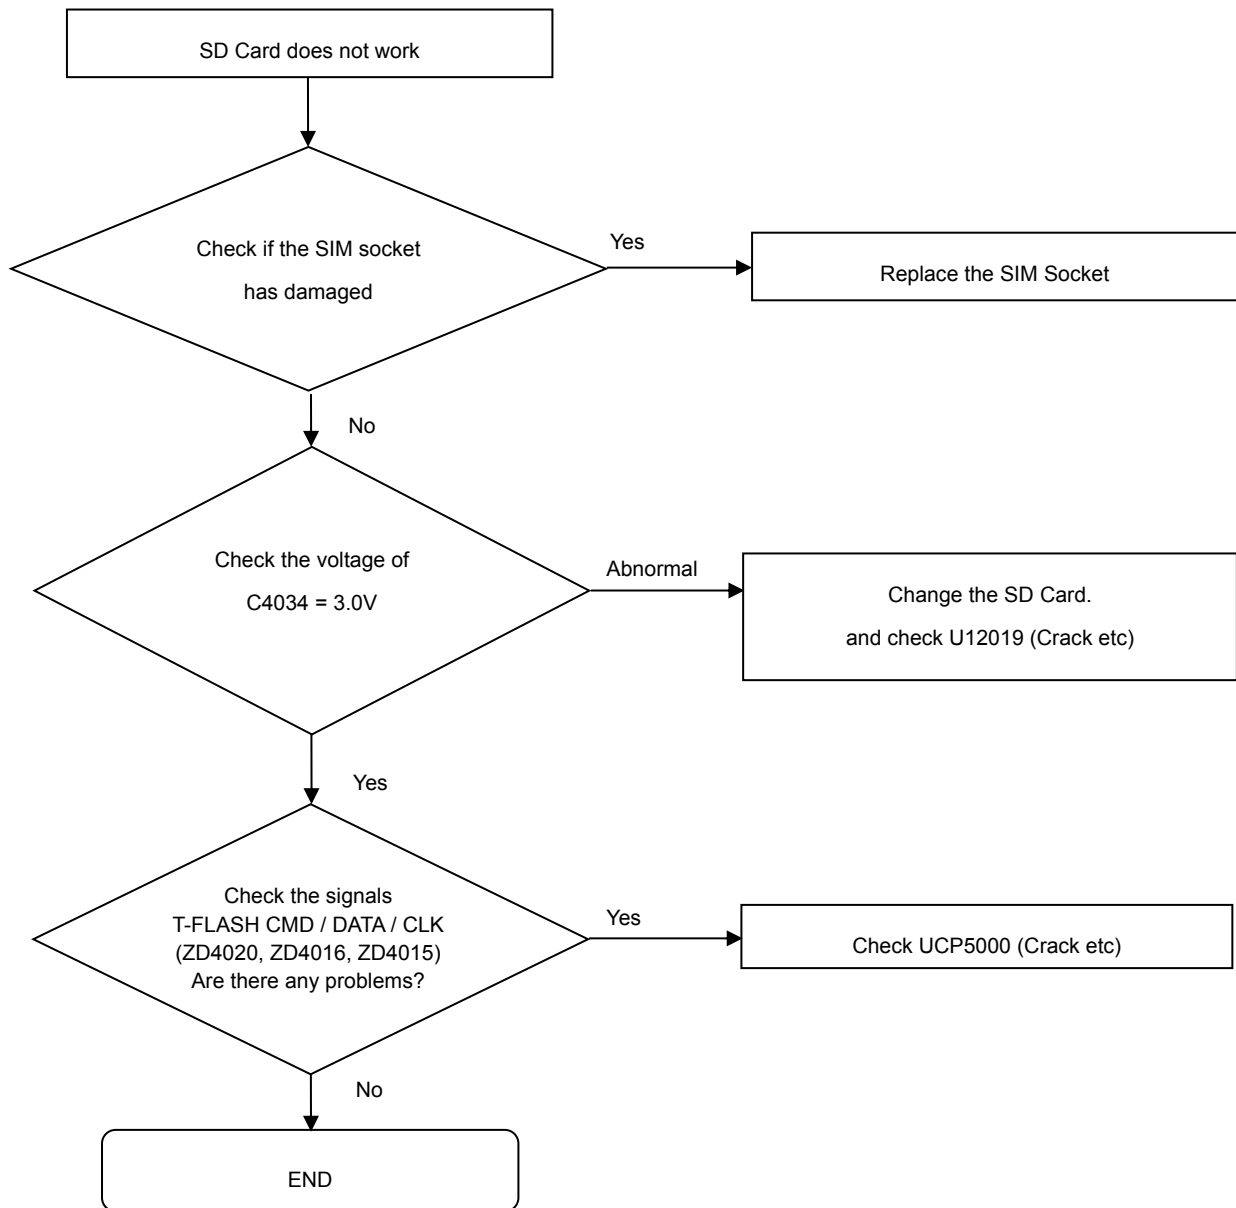 SD Card does not work
Check if the SIM socket
has damaged
Yes
Replace the SIM Socket
No
Check the voltage of
C4034 = 3.0V
Abnormal
Change the SD Card.
and check U12019 (Crack etc)
Yes
Check the signals
T-FLASH CMD / DATA / CLK
(ZD4020, ZD4016, ZD4015)
Are there any problems?
Yes
Check UCP5000 (Crack etc)
No
END